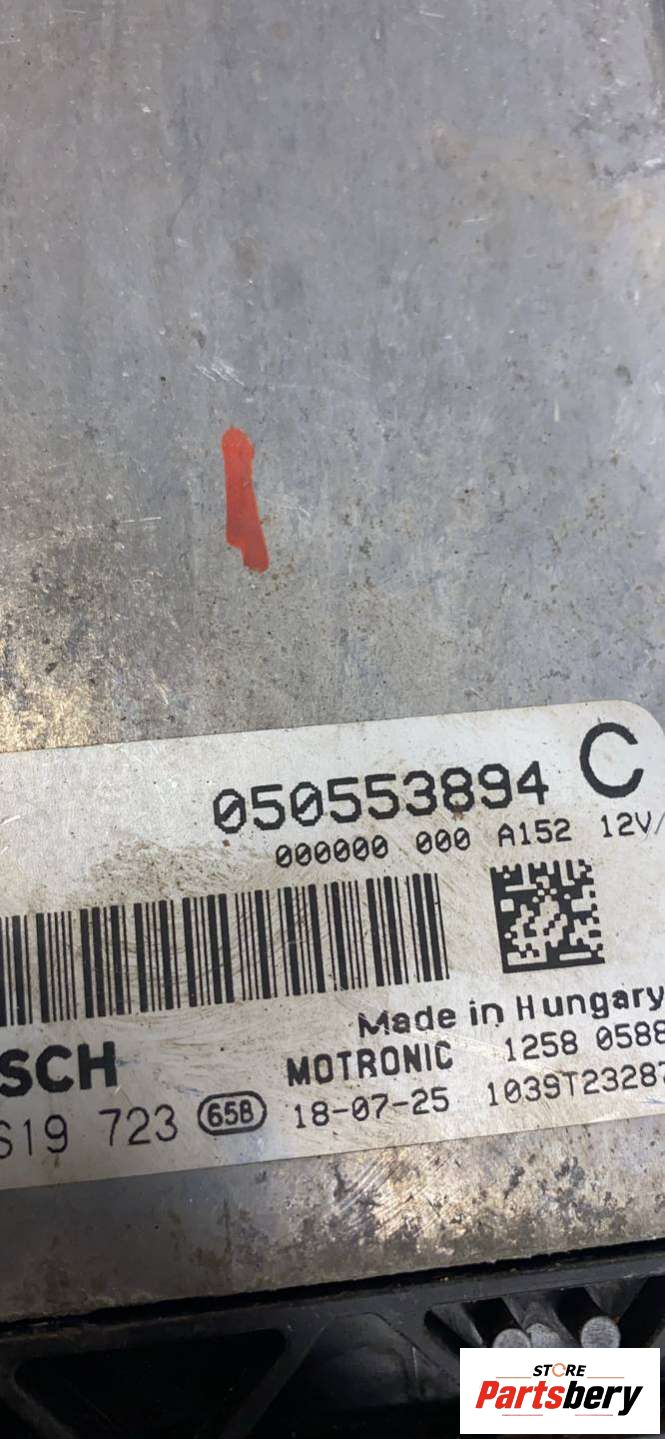 050553894 C
000000 000 A152 12V/
Made in Hungary
SCH MOTRONIC 1258 0588
S19 723 658 18-07-25 1039T23287
STORE
Partsbery